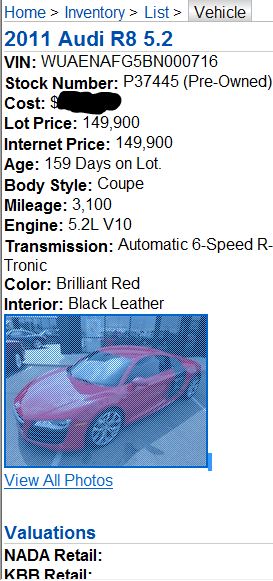 Home > Inventory > List > Vehicle
2011 Audi R8 5.2
VIN: WUAENAFG5BN000716
Stock Number: P37445 (Pre-Owned)
Cost: $
Lot Price: 149,900
Internet Price: 149,900
Age: 159 Days on Lot.
Body Style: Coupe
Mileage: 3,100
Engine: 5.2L V10
Transmission: Automatic 6-Speed R-
Tronic
Color: Brilliant Red
Interior: Black Leather
View All Photos
Valuations
NADA Retail:
KBB Retail: